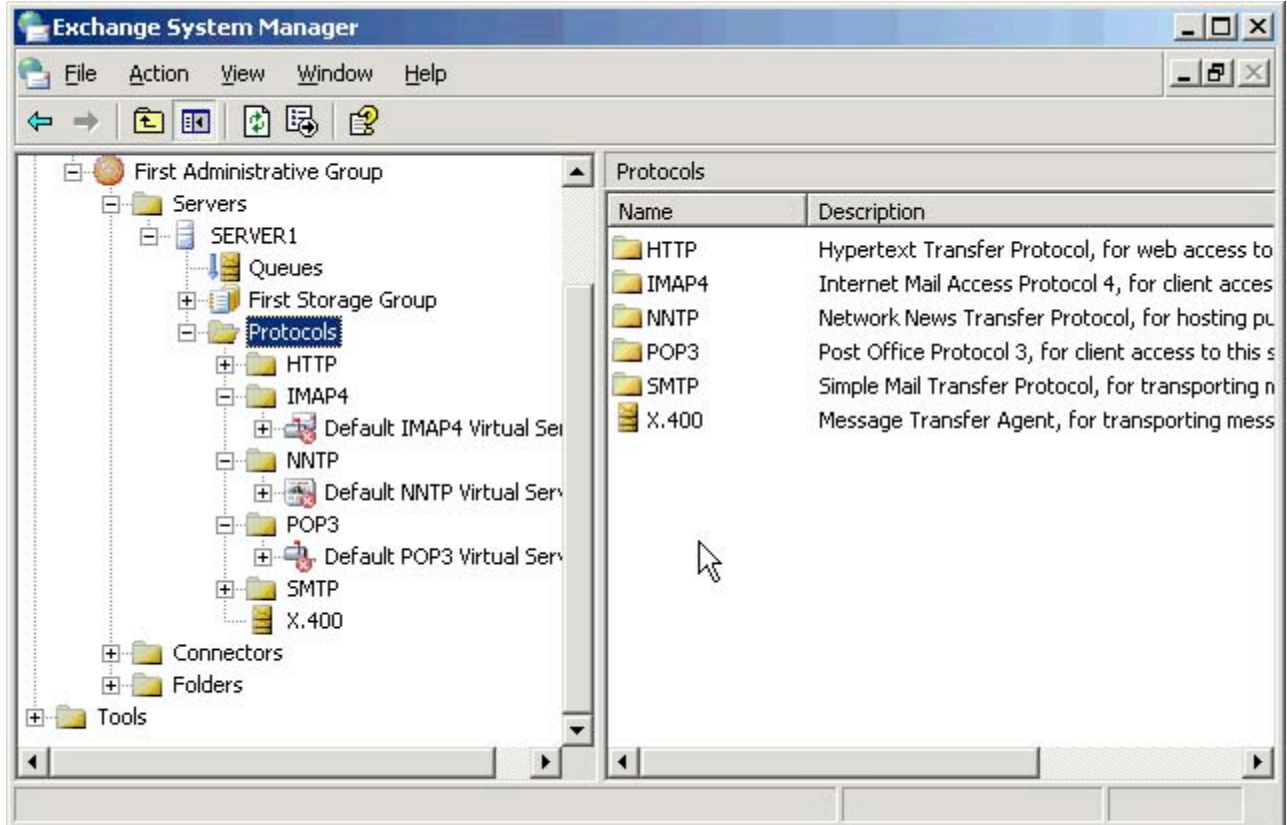 Exchange System Manager
File Action View Window Help
First Administrative Group
Servers
SERVER1
Queues
First Storage Group
Protocols
HTTP
IMAP4
Default IMAP4 Virtual Ser
NNTP
Default NNTP Virtual Serv
POP3
Default POP3 Virtual Serv
SMTP
X.400
Connectors
Folders
Tools
Protocols
Name Description
HTTP Hypertext Transfer Protocol, for web access to
IMAP4 Internet Mail Access Protocol 4, for client acces
NNTP Network News Transfer Protocol, for hosting pu
POP3 Post Office Protocol 3, for client access to this s
SMTP Simple Mail Transfer Protocol, for transporting
X.400 Message Transfer Agent, for transporting mess